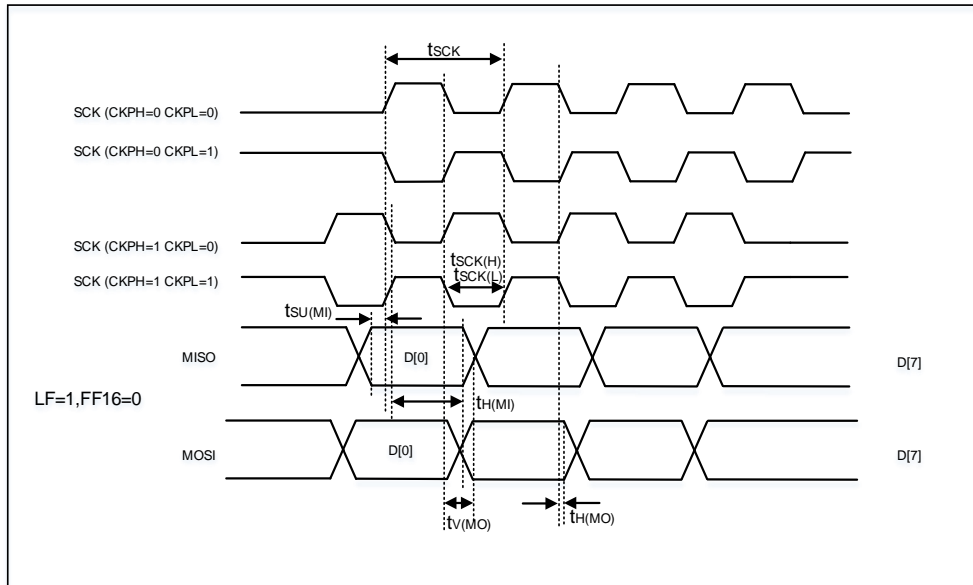 tSCK
SCK (CKPH=0 CKPL=0)
SCK (CKPH=0 CKPL=1)
SCK (CKPH=1 CKPL=0)
tSCK(H)
tSCK(L)
SCK (CKPH=1 CKPL=1)
tSU(MI)
MISO
D[0]
D[7]
LF=1,FF16=0
tH(MI)
MOSI
D[0]
D[7]
tV(MO)
tH(MO)